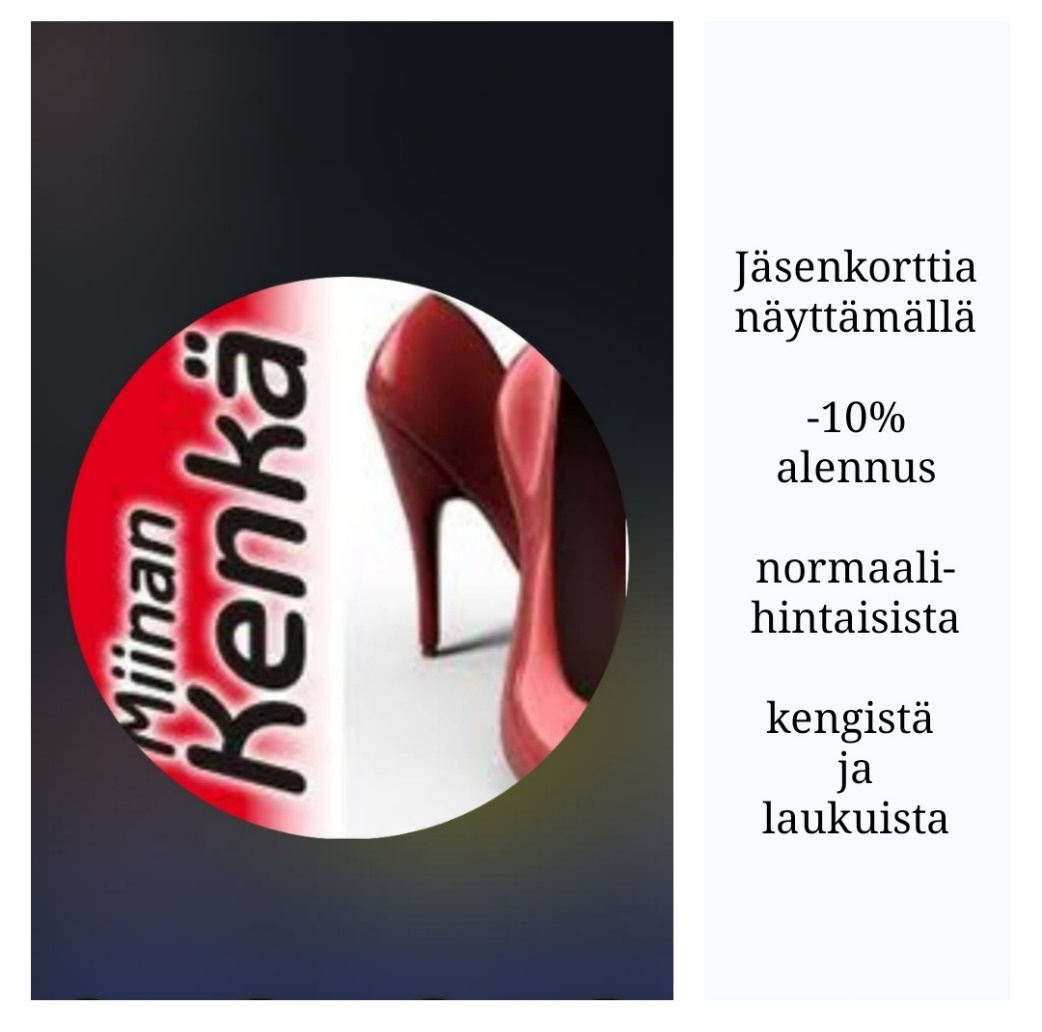 Miinan
Kenkä
Jäsenkorttia
näyttämällä
-10%
alennus
normaali-
hintaisista
kengistä
ja
laukuista